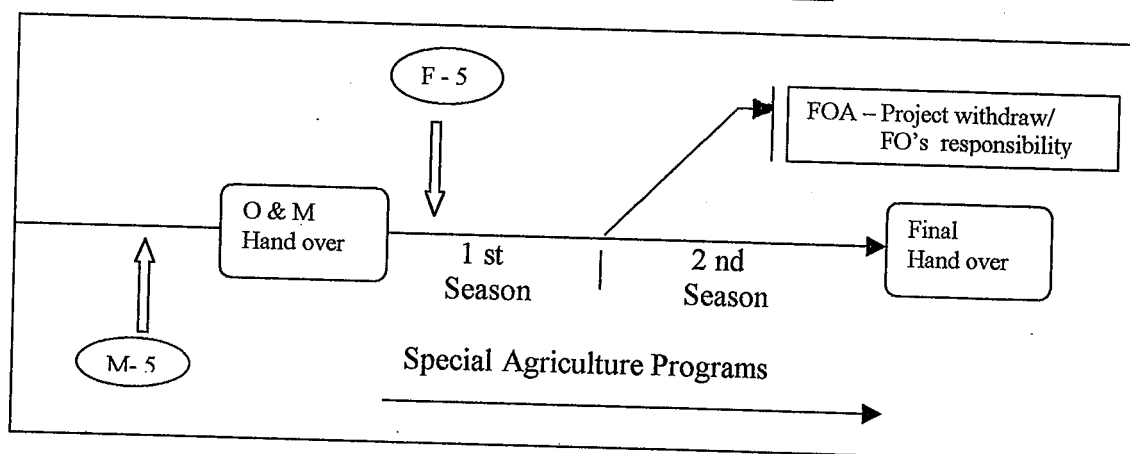 F - 5
FOA – Project withdraw/
FO's responsibility
O & M
Hand over
1 st
Season
2 nd
Season
Final
Hand over
M- 5
Special Agriculture Programs